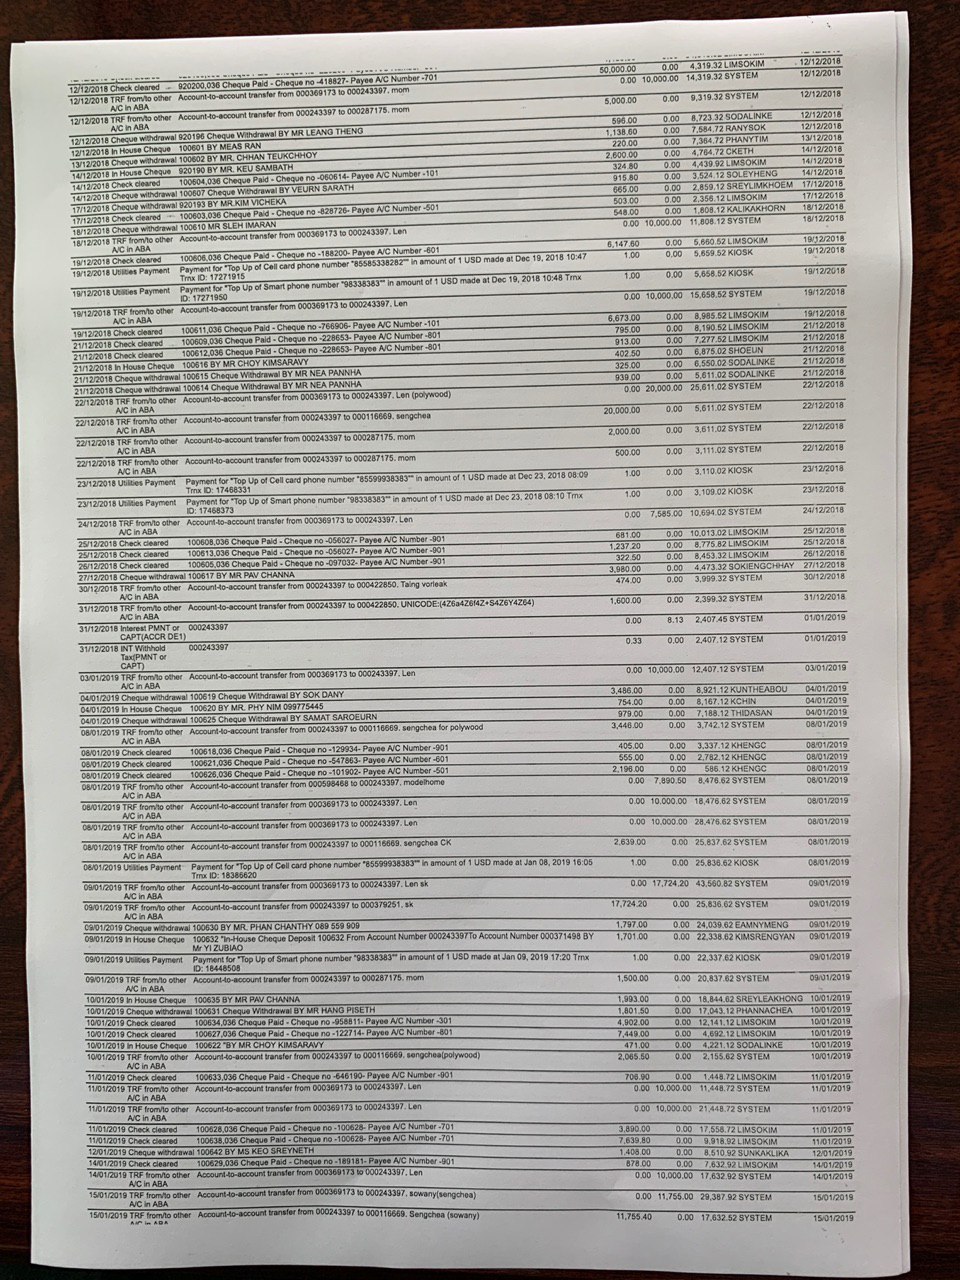 50,000.00 0.00 4,319.32 LIMSOKIM 12/12/2018
12/12/2018 Check cleared 920200,036 Cheque Paid - Cheque no -418827- Payee A/C Number -701 0.00 10,000.00 14,319.32 SYSTEM 12/12/2018
12/12/2018 TRF from/to other Account-to-account transfer from 000369173 to 000243397. mom
A/C in ABA 5,000.00 0.00 9,319.32 SYSTEM 12/12/2018
12/12/2018 TRF from/to other Account-to-account transfer from 000243397 to 000287175. mom
A/C in ABA 596.00 0.00 8,723.32 SODALINKE 12/12/2018
12/12/2018 Cheque withdrawal 920196 Cheque Withdrawal BY MR LEANG THENG 1,138.60 0.00 7,584.72 RANYSOK 12/12/2018
12/12/2018 In House Cheque 100601 BY MEAS RAN 220.00 0.00 7,364.72 PHANYTIM 13/12/2018
13/12/2018 Cheque withdrawal 100602 BY MR. CHHAN TEUKCHHOY 2,600.00 0.00 4,764.72 CKETH 14/12/2018
14/12/2018 In House Cheque 920190 BY MR. KEU SAMBATH 324.80 0.00 4,439.92 LIMSOKIM 14/12/2018
14/12/2018 Check cleared 100604,036 Cheque Paid - Cheque no -060614- Payee A/C Number -101 915.80 0.00 3,524.12 SOLEYHENG 14/12/2018
14/12/2018 Cheque withdrawal 100607 Cheque Withdrawal BY VEURN SARATH 665.00 0.00 2,859.12 SREYLIMKHOEM 17/12/2018
17/12/2018 Cheque withdrawal 920193 BY MR.KIM VICHEKA 503.00 0.00 2,356.12 LIMSOKIM 17/12/2018
17/12/2018 Check cleared 100603,036 Cheque Paid - Cheque no -828726- Payee A/C Number -501 548.00 0.00 1,808.12 KALIKAKHORN 18/12/2018
18/12/2018 Cheque withdrawal 100610 MR SLEH IMARAN 0.00 10,000.00 11,808.12 SYSTEM 18/12/2018
18/12/2018 TRF from/to other Account-to-account transfer from 000369173 to 000243397. Len
A/C in ABA 6,147.60 0.00 5,660.52 LIMSOKIM 19/12/2018
19/12/2018 Check cleared 100606,036 Cheque Paid - Cheque no -188200- Payee A/C Number -601 1.00 0.00 5,659.52 KIOSK 19/12/2018
19/12/2018 Utilities Payment Payment for "Top Up of Cell card phone number "85585338282"" in amount of 1 USD made at Dec 19, 2018 10:47
Trnx ID: 17271915 1.00 0.00 5,658.52 KIOSK 19/12/2018
19/12/2018 Utilities Payment Payment for "Top Up of Smart phone number "98338383"" in amount of 1 USD made at Dec 19, 2018 10:48 Trnx
ID: 17271950 0.00 10,000.00 15,658.52 SYSTEM 19/12/2018
19/12/2018 TRF from/to other Account-to-account transfer from 000369173 to 000243397. Len
A/C in ABA 6,673.00 0.00 8,985.52 LIMSOKIM 19/12/2018
19/12/2018 Check cleared 100611,036 Cheque Paid - Cheque no -766906- Payee A/C Number -101 795.00 0.00 8,190.52 LIMSOKIM 21/12/2018
21/12/2018 Check cleared 100609,036 Cheque Paid - Cheque no -228653- Payee A/C Number -801 913.00 0.00 7,277.52 LIMSOKIM 21/12/2018
21/12/2018 Check cleared 100612,036 Cheque Paid - Cheque no -228653- Payee A/C Number -801 402.50 0.00 6,875.02 SHOEUN 21/12/2018
21/12/2018 In House Cheque 100616 BY MR CHOY KIMSARAVY 325.00 0.00 6,550.02 SODALINKE 21/12/2018
21/12/2018 Cheque withdrawal 100615 Cheque Withdrawal BY MR NEA PANNHA 939.00 0.00 5,611.02 SODALINKE 21/12/2018
21/12/2018 Cheque withdrawal 100614 Cheque Withdrawal BY MR NEA PANNHA 0.00 20,000.00 25,611.02 SYSTEM 22/12/2018
22/12/2018 TRF from/to other Account-to-account transfer from 000369173 to 000243397. Len (polywood)
A/C in ABA 20,000.00 0.00 5,611.02 SYSTEM 22/12/2018
22/12/2018 TRF from/to other Account-to-account transfer from 000243397 to 000116669. sengchea
A/C in ABA 2,000.00 0.00 3,611.02 SYSTEM 22/12/2018
22/12/2018 TRF from/to other Account-to-account transfer from 000243397 to 000287175. mom
A/C in ABA 500.00 0.00 3,111.02 SYSTEM 22/12/2018
22/12/2018 TRF from/to other Account-to-account transfer from 000243397 to 000287175. mom
A/C in ABA 1.00 0.00 3,110.02 KIOSK 23/12/2018
23/12/2018 Utilities Payment Payment for "Top Up of Cell card phone number "85599938383"" in amount of 1 USD made at Dec 23, 2018 08:09
Trnx ID: 17468331 1.00 0.00 3,109.02 KIOSK 23/12/2018
23/12/2018 Utilities Payment Payment for "Top Up of Smart phone number "98338383"" in amount of 1 USD made at Dec 23, 2018 08:10 Trnx
ID: 17468373 0.00 7,585.00 10,694.02 SYSTEM 24/12/2018
24/12/2018 TRF from/to other Account-to-account transfer from 000369173 to 000243397. Len
A/C in ABA 681.00 0.00 10,013.02 LIMSOKIM 25/12/2018
25/12/2018 Check cleared 100608,036 Cheque Paid - Cheque no -056027- Payee A/C Number -901 1,237.20 0.00 8,775.82 LIMSOKIM 25/12/2018
25/12/2018 Check cleared 100613,036 Cheque Paid - Cheque no -056027- Payee A/C Number -901 322.50 0.00 8,453.32 LIMSOKIM 26/12/2018
26/12/2018 Check cleared 100605,036 Cheque Paid - Cheque no -097032- Payee A/C Number -901 3,980.00 0.00 4,473.32 SOKIENGCHHAY 27/12/2018
27/12/2018 Cheque withdrawal 100617 BY MR PAV CHANNA 474.00 0.00 3,999.32 SYSTEM 30/12/2018
30/12/2018 TRF from/to other Account-to-account transfer from 000243397 to 000422850. Taing vorleak
A/C in ABA
31/12/2018 TRF from/to other Account-to-account transfer from 000243397 to 000422850. UNICODE:(4Z6a4Z6f4Z+S4Z6Y4Z64) 1,600.00 0.00 2,399.32 SYSTEM 31/12/2018
A/C in ABA
31/12/2018 Interest PMNT or 000243397 0.00 8.13 2,407.45 SYSTEM 01/01/2019
CAPT(ACCR DE1)
31/12/2018 INT Withhold 000243397 0.33 0.00 2,407.12 SYSTEM 01/01/2019
Tax(PMNT or
CAPT)
03/01/2019 TRF from/to other Account-to-account transfer from 000369173 to 000243397. Len 0.00 10,000.00 12,407.12 SYSTEM 03/01/2019
A/C in ABA
04/01/2019 Cheque withdrawal 100619 Cheque Withdrawal BY SOK DANY 3,486.00 0.00 8,921.12 KUNTHEABOU 04/01/2019
04/01/2019 In House Cheque 100620 BY MR. PHY NIM 099775445 754.00 0.00 8,167.12 KCHIN 04/01/2019
04/01/2019 Cheque withdrawal 100625 Cheque Withdrawal BY SAMAT SAROEURN 979.00 0.00 7,188.12 THIDASAN 04/01/2019
08/01/2019 TRF from/to other Account-to-account transfer from 000243397 to 000116669. sengchea for polywood 3,446.00 0.00 3,742.12 SYSTEM 08/01/2019
A/C in ABA
08/01/2019 Check cleared 100618,036 Cheque Paid - Cheque no -129934- Payee A/C Number -901 405.00 0.00 3,337.12 KHENGC 08/01/2019
08/01/2019 Check cleared 100621,036 Cheque Paid - Cheque no -547863- Payee A/C Number -601 555.00 0.00 2,782.12 KHENGC 08/01/2019
08/01/2019 Check cleared 100626,036 Cheque Paid - Cheque no -101902- Payee A/C Number -501 2,196.00 0.00 586.12 KHENGC 08/01/2019
08/01/2019 TRF from/to other Account-to-account transfer from 000598468 to 000243397. modelhome 0.00 7,890.50 8,476.62 SYSTEM 08/01/2019
A/C in ABA
08/01/2019 TRF from/to other Account-to-account transfer from 000369173 to 000243397. Len 0.00 10,000.00 18,476.62 SYSTEM 08/01/2019
A/C in ABA
08/01/2019 TRF from/to other Account-to-account transfer from 000369173 to 000243397. Len 0.00 10,000.00 28,476.62 SYSTEM 08/01/2019
A/C in ABA
08/01/2019 TRF from/to other Account-to-account transfer from 000243397 to 000116669. sengchea CK 2,639.00 0.00 25,837.62 SYSTEM 08/01/2019
A/C in ABA
08/01/2019 Utilities Payment Payment for "Top Up of Cell card phone number "85599938383"" in amount of 1 USD made at Jan 08, 2019 16:05 1.00 0.00 25,836.62 KIOSK 08/01/2019
Trnx ID: 18386620
09/01/2019 TRF from/to other Account-to-account transfer from 000369173 to 000243397. Len sk 0.00 17,724.20 43,560.82 SYSTEM 09/01/2019
A/C in ABA
09/01/2019 TRF from/to other Account-to-account transfer from 000243397 to 000379251. sk 17,724.20 0.00 25,836.62 SYSTEM 09/01/2019
A/C in ABA
09/01/2019 Cheque withdrawal 100630 BY MR. PHAN CHANTHY 089 559 909 1,797.00 0.00 24,039.62 EAMNYMENG 09/01/2019
09/01/2019 In House Cheque 100632 "In-House Cheque Deposit 100632 From Account Number 000243397To Account Number 000371498 BY 1,701.00 0.00 22,338.62 KIMSRENGYAN 09/01/2019
Mr YI ZUBIAO
09/01/2019 Utilities Payment Payment for "Top Up of Smart phone number "98338383"" in amount of 1 USD made at Jan 09, 2019 17:20 Trnx 1.00 0.00 22,337.62 KIOSK 09/01/2019
ID: 18448508
09/01/2019 TRF from/to other Account-to-account transfer from 000243397 to 000287175. mom 1,500.00 0.00 20,837.62 SYSTEM 09/01/2019
A/C in ABA
10/01/2019 In House Cheque 100635 BY MR PAV CHANNA 1,993.00 0.00 18,844.62 SREYLEAKHONG 10/01/2019
10/01/2019 Cheque withdrawal 100631 Cheque Withdrawal BY MR HANG PISETH 1,801.50 0.00 17,043.12 PHANNACHEA 10/01/2019
10/01/2019 Check cleared 100634,036 Cheque Paid - Cheque no -958811- Payee A/C Number -301 4,902.00 0.00 12,141.12 LIMSOKIM 10/01/2019
10/01/2019 Check cleared 100627,036 Cheque Paid - Cheque no -122714- Payee A/C Number -801 7,449.00 0.00 4,692.12 LIMSOKIM 10/01/2019
10/01/2019 In House Cheque 100622 "BY MR CHOY KIMSARAVY 471.00 0.00 4,221.12 SODALINKE 10/01/2019
10/01/2019 TRF from/to other Account-to-account transfer from 000243397 to 000116669. sengchea(polywood) 2,065.50 0.00 2,155.62 SYSTEM 10/01/2019
A/C in ABA
11/01/2019 Check cleared 100633,036 Cheque Paid - Cheque no -646190- Payee A/C Number -901 706.90 0.00 1,448.72 LIMSOKIM 11/01/2019
11/01/2019 TRF from/to other Account-to-account transfer from 000369173 to 000243397. Len 0.00 10,000.00 11,448.72 SYSTEM 11/01/2019
A/C in ABA
11/01/2019 TRF from/to other Account-to-account transfer from 000369173 to 000243397. Len 0.00 10,000.00 21,448.72 SYSTEM 11/01/2019
A/C in ABA
11/01/2019 Check cleared 100628,036 Cheque Paid - Cheque no -100628- Payee A/C Number -701 3,890.00 0.00 17,558.72 LIMSOKIM 11/01/2019
11/01/2019 Check cleared 100638,036 Cheque Paid - Cheque no -100628- Payee A/C Number -701 7,639.80 0.00 9,918.92 LIMSOKIM 11/01/2019
12/01/2019 Cheque withdrawal 100642 BY MS KEO SREYNETH 1,408.00 0.00 8,510.92 SUNKAKLIKA 12/01/2019
14/01/2019 Check cleared 100629,036 Cheque Paid - Cheque no -189181- Payee A/C Number -901 878.00 0.00 7,632.92 LIMSOKIM 14/01/2019
14/01/2019 TRF from/to other Account-to-account transfer from 000369173 to 000243397. Len 0.00 10,000.00 17,632.92 SYSTEM 14/01/2019
A/C in ABA
15/01/2019 TRF from/to other Account-to-account transfer from 000369173 to 000243397. sowany(sengchea) 0.00 11,755.00 29,387.92 SYSTEM 15/01/2019
A/C in ABA
15/01/2019 TRF from/to other Account-to-account transfer from 000243397 to 000116669. Sengchea (sowany) 11,755.40 0.00 17,632.52 SYSTEM 15/01/2019
A/C in ABA